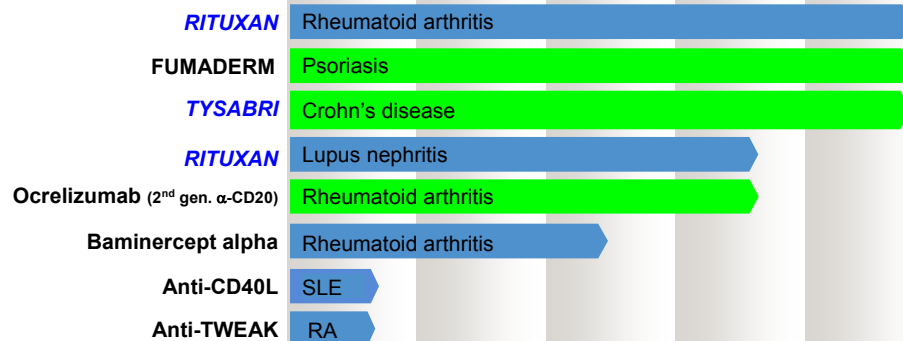 RITUXAN Rheumatoid arthritis
FUMADERM Psoriasis
TYSABRI Crohn’s disease
RITUXAN Lupus nephritis
Ocrelizumab (2nd gen. α-CD20) Rheumatoid arthritis
Baminercept alpha Rheumatoid arthritis
Anti-CD40L SLE
Anti-TWEAK RA